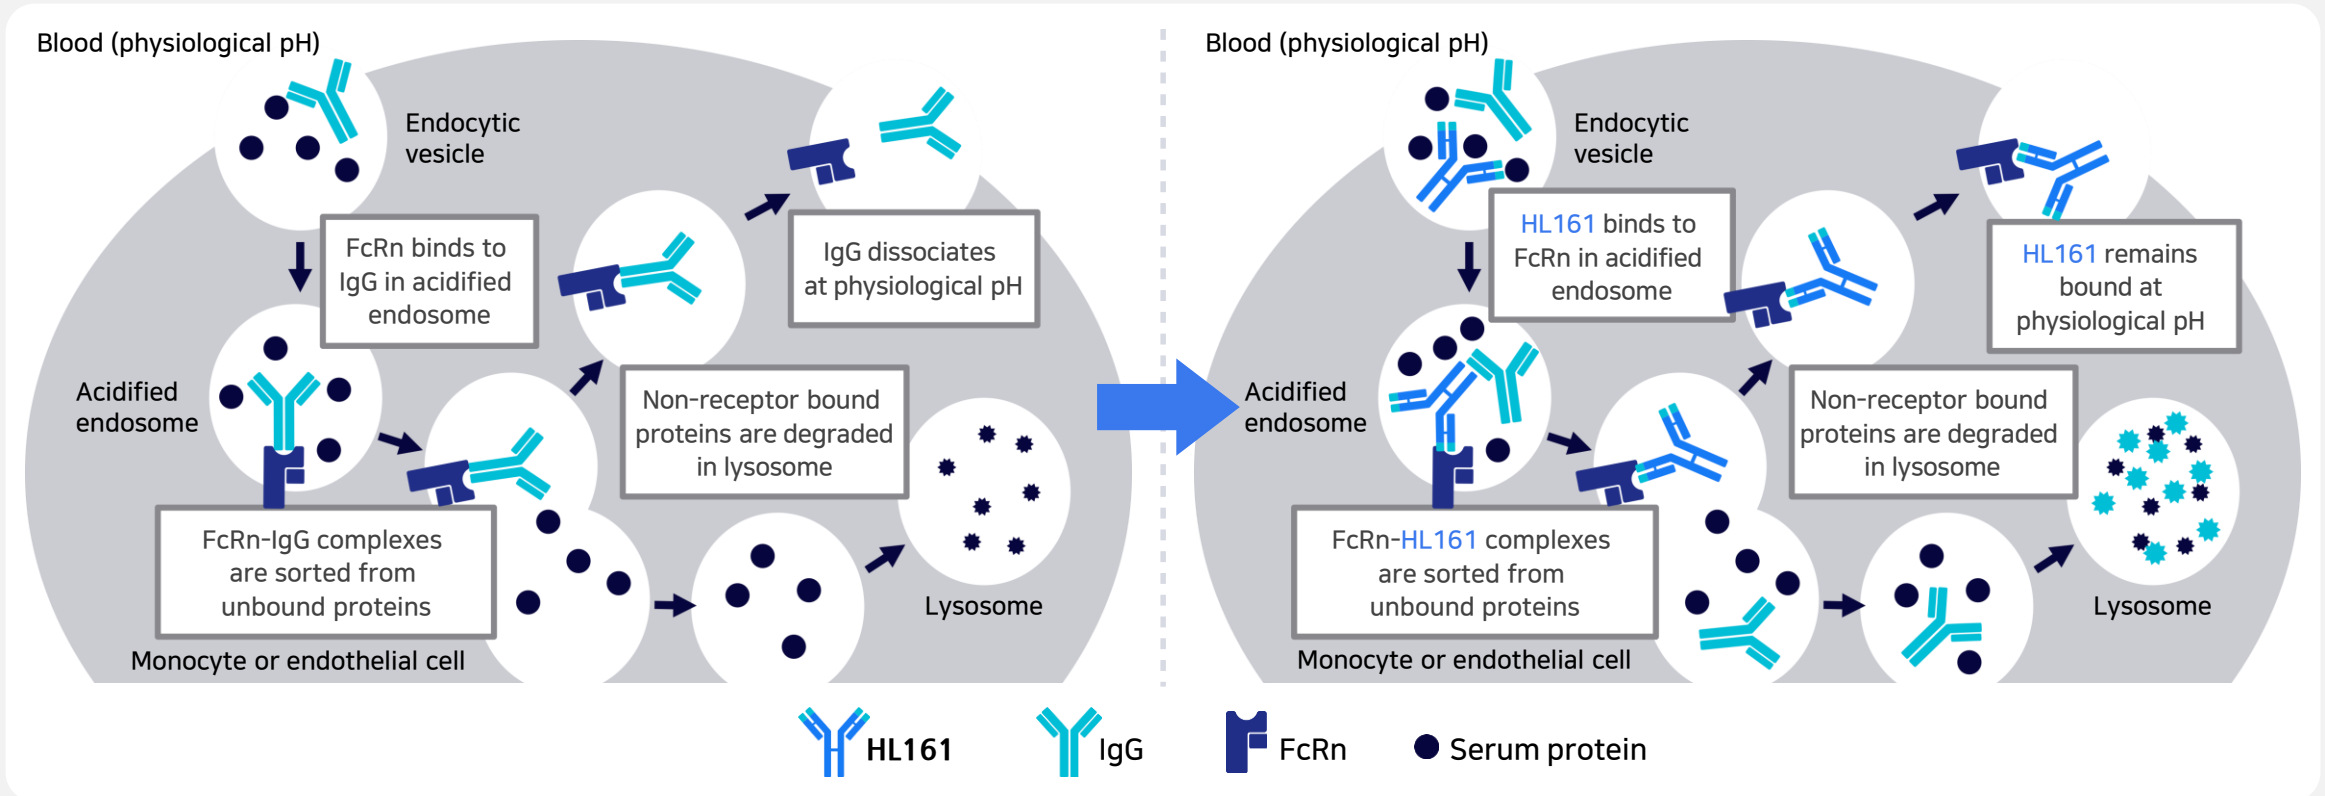 Blood (physiological pH)
Endocytic
vesicle
FcRn binds to
IgG in acidified
endosome
IgG dissociates
at physiological pH
Acidified
endosome
Non-receptor bound
proteins are degraded
in lysosome
FcRn-IgG complexes
are sorted from
unbound proteins
Lysosome
Monocyte or endothelial cell
Blood (physiological pH)
Endocytic
vesicle
HL161 binds to
FcRn in acidified
endosome
HL161 remains
bound at
physiological pH
Acidified
endosome
Non-receptor bound
proteins are degraded
in lysosome
FcRn-HL161 complexes
are sorted from
unbound proteins
Lysosome
Monocyte or endothelial cell
HL161
IgG
FcRn
Serum protein